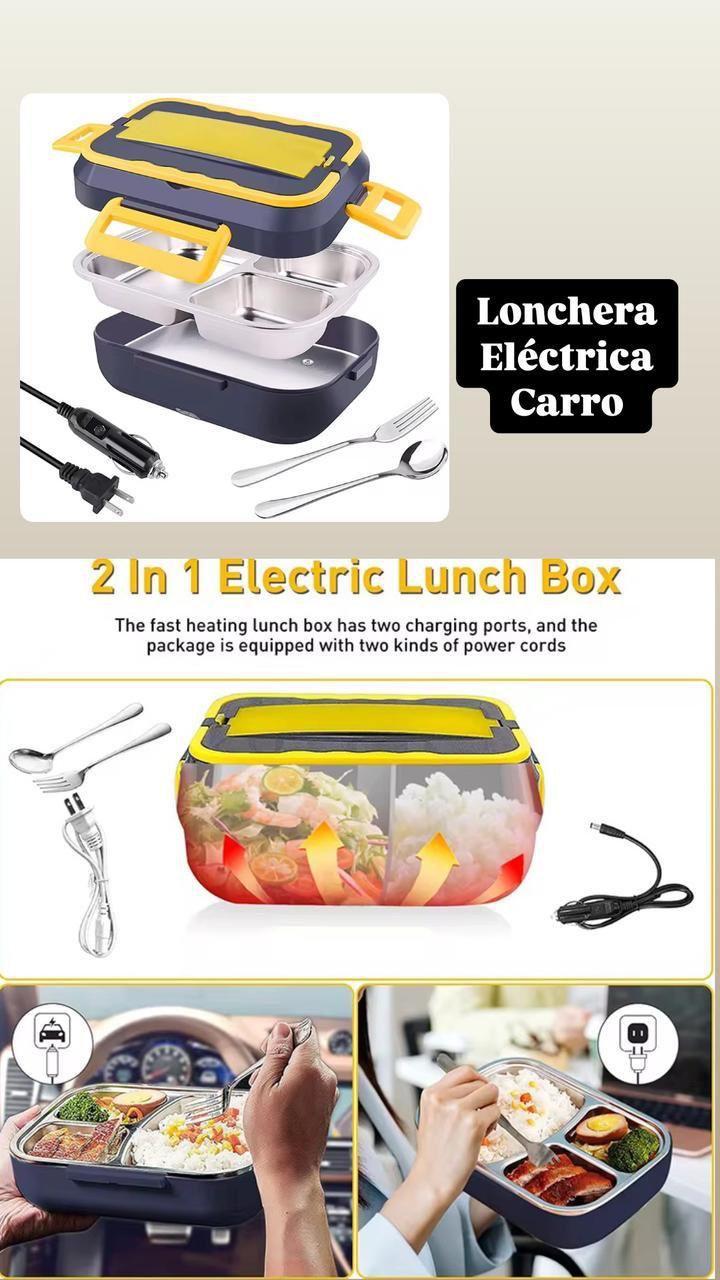 Lonchera
Eléctrica
Carro
2 In 1 Electric Lunch Box
The fast heating lunch box has two charging ports, and the
package is equipped with two kinds of power cords